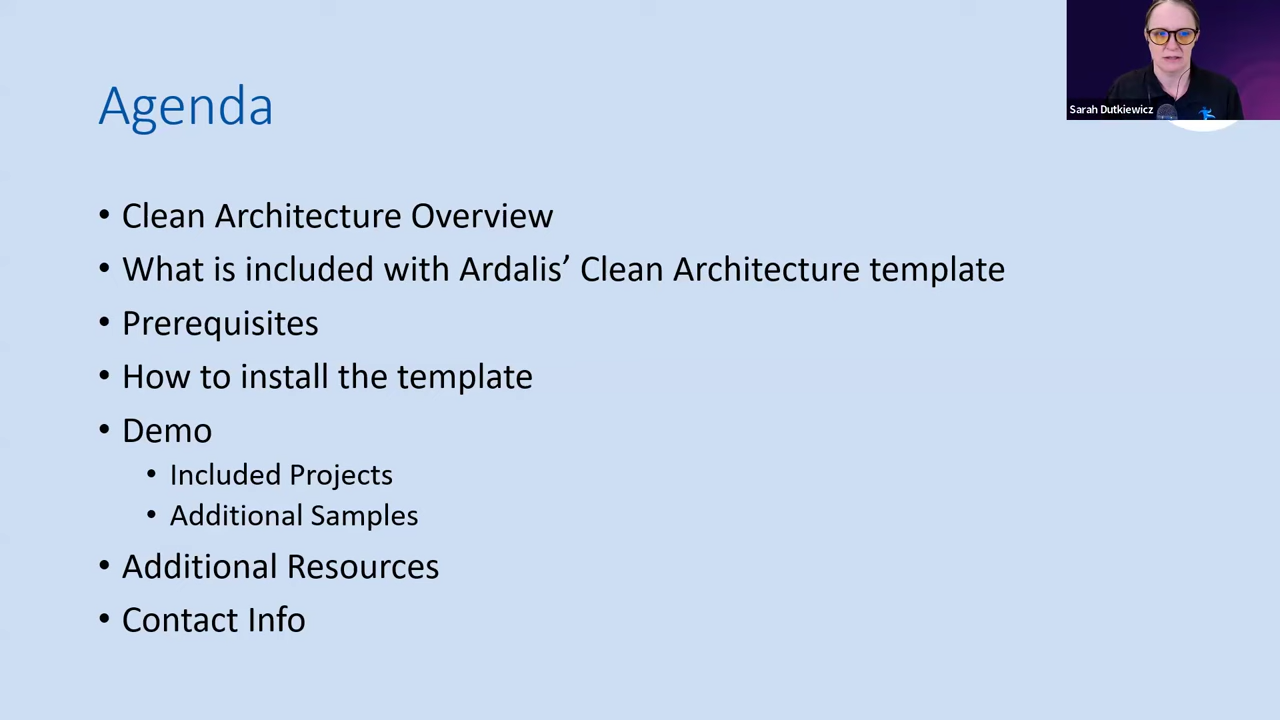 Sarah Dutkiewicz
Agenda
• Clean Architecture Overview
• What is included with Ardalis’ Clean Architecture template
• Prerequisites
• How to install the template
• Demo
• Included Projects
• Additional Samples
• Additional Resources
• Contact Info